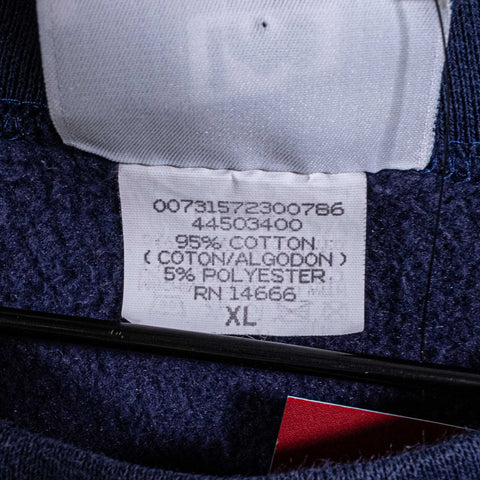 00731572300786
44503400
95% COTTON
( COTON/ALGODON )
5% POLYESTER
RN 14666
XL